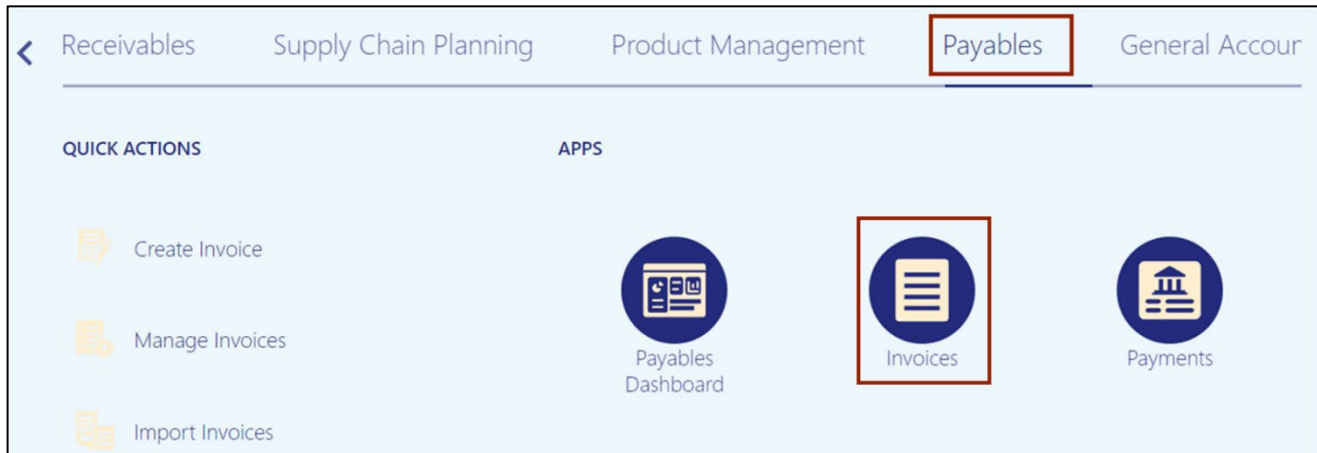 Receivables Supply Chain Planning Product Management Payables General Accour
QUICK ACTIONS
APPS
Create Invoice
Manage Invoices
Import Invoices
Payables
Dashboard
Invoices
Payments